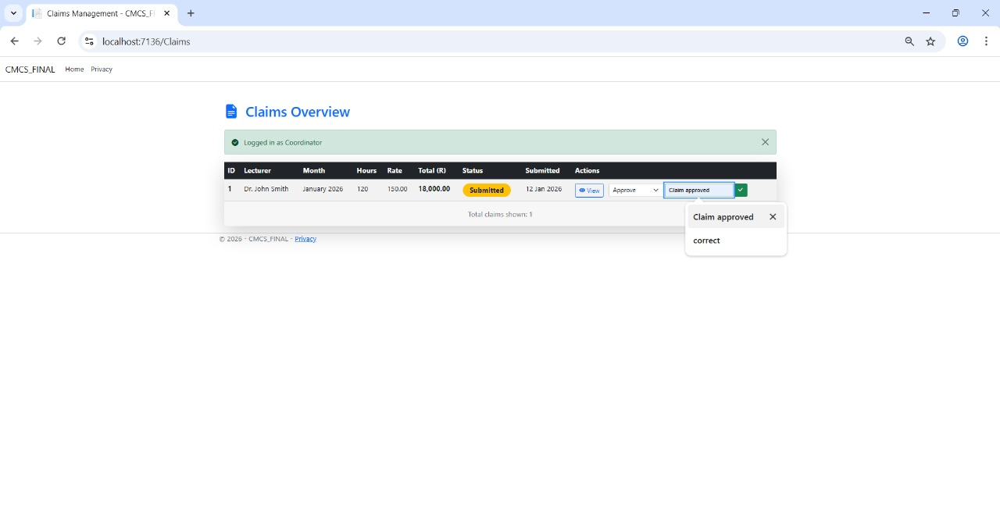 Claims Management - CMCS_FI
localhost:7136/Claims
CMCS_FINAL Home Privacy
Claims Overview
Logged in as Coordinator
ID Lecturer Month Hours Rate Total (R) Status Submitted Actions
1 Dr. John Smith January 2026 120 150.00 18,000.00 Submitted 12 Jan 2026 View Approve Claim approved
Total claims shown: 1
Claim approved
correct
© 2026 - CMCS_FINAL - Privacy